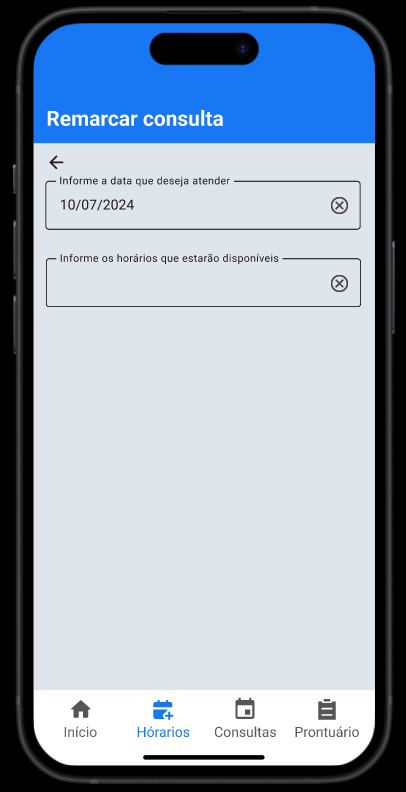 Remarcar consulta
Informe a data que deseja atender
10/07/2024
Informe os horários que estarão disponíveis
Início
Hórarios
Consultas
Prontuário